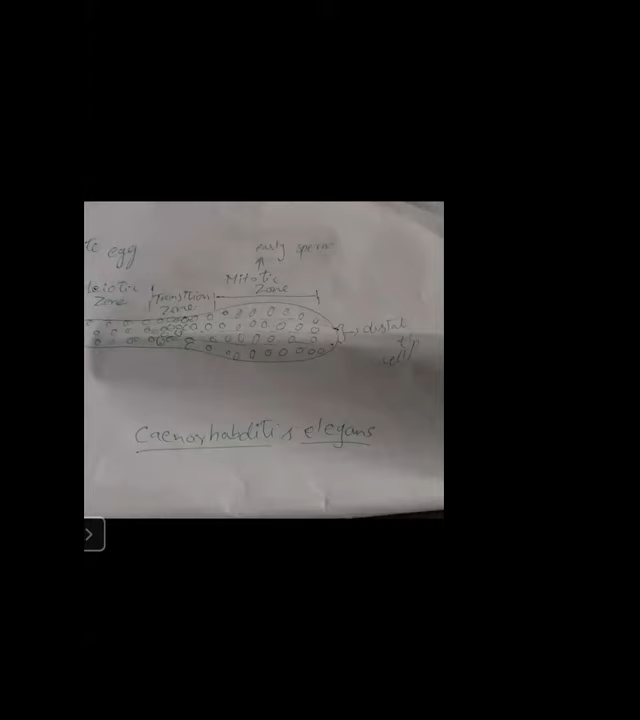 egg
early sperm
Mitotic
Zone
Meiotic
Zone
Transition
Zone
distal
tip
cell
Caenorhabditis elegans